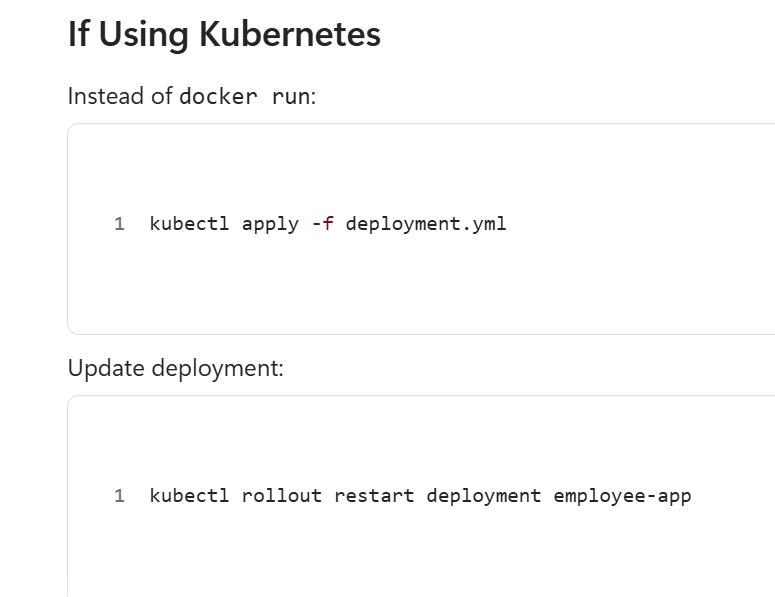 If Using Kubernetes
Instead of docker run:
1 kubectl apply -f deployment.yml
Update deployment:
1 kubectl rollout restart deployment employee-app